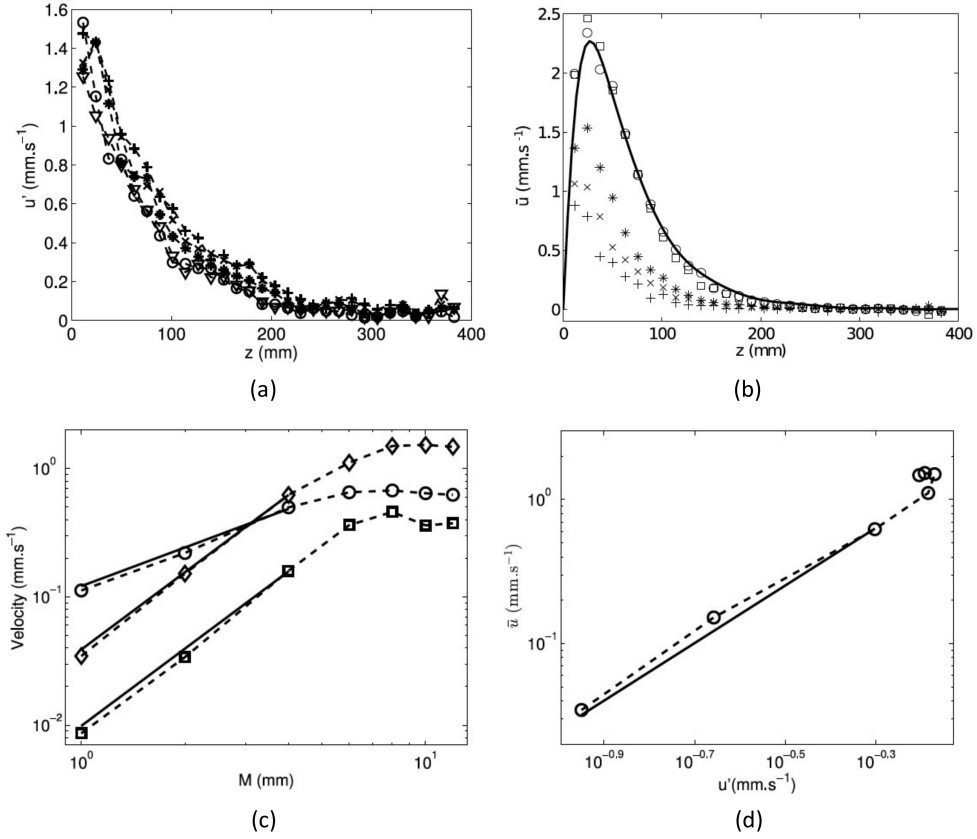 1.6
1.4
1.2
1
0.8
0.6
0.4
0.2
0
u' (mm.s⁻¹)
0 100 200 300 400
z (mm)
(a)
2.5
2
1.5
1
0.5
0
ū (mm.s⁻¹)
0 100 200 300 400
z (mm)
(b)
10⁰
10⁻¹
10⁻²
Velocity (mm.s⁻¹)
10⁰ 10¹
M (mm)
(c)
10⁰
10⁻¹
ū (mm.s⁻¹)
10⁻⁰·⁹ 10⁻⁰·⁷ 10⁻⁰·⁵ 10⁻⁰·³
u'(mm.s⁻¹)
(d)